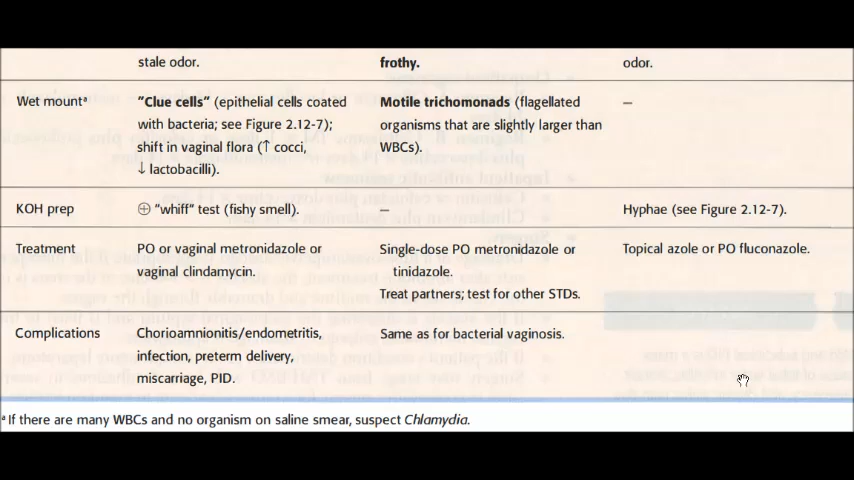 stale odor. frothy. odor.
Wet mountᵃ "Clue cells" (epithelial cells coated Motile trichomonads (flagellated –
with bacteria; see Figure 2.12-7); organisms that are slightly larger than
shift in vaginal flora (↑ cocci, WBCs).
↓ lactobacilli).
KOH prep ⊕ "whiff" test (fishy smell). – Hyphae (see Figure 2.12-7).
Treatment PO or vaginal metronidazole or Single-dose PO metronidazole or Topical azole or PO fluconazole.
vaginal clindamycin. tinidazole.
Treat partners; test for other STDs.
Complications Chorioamnionitis/endometritis, Same as for bacterial vaginosis.
infection, preterm delivery,
miscarriage, PID.
ᵃ If there are many WBCs and no organism on saline smear, suspect Chlamydia.